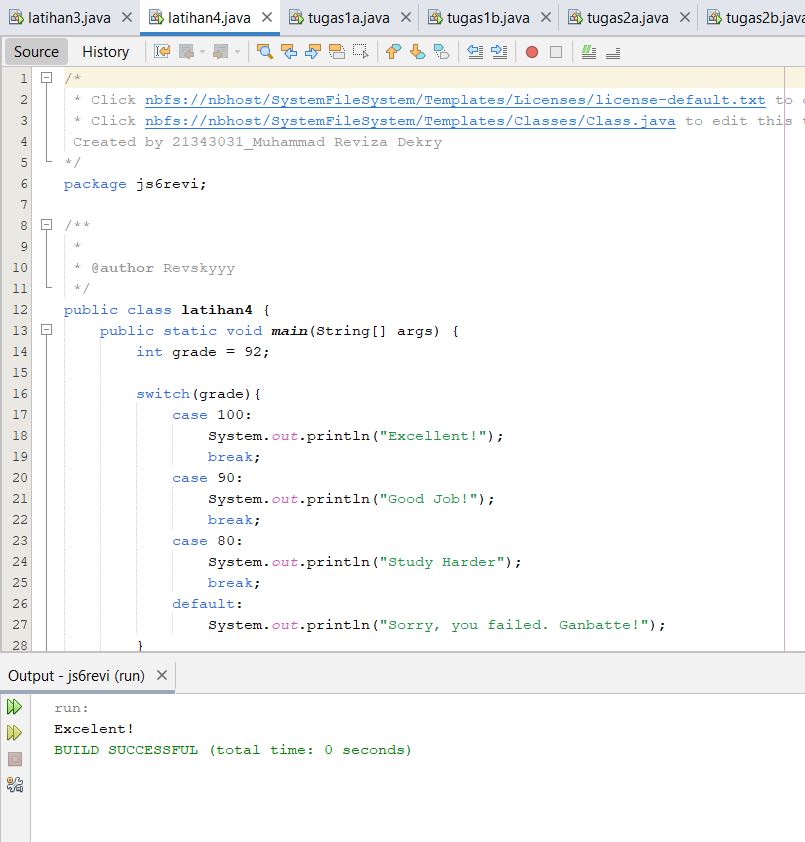 latihan3.java × latihan4.java × tugas1a.java × tugas1b.java × tugas2a.java × tugas2b.java
Source History
1 /*
2 * Click nbfs://nbhost/SystemFileSystem/Templates/Licenses/license-default.txt to
3 * Click nbfs://nbhost/SystemFileSystem/Templates/Classes/Class.java to edit this
4 Created by 21343031_Muhammad Reviza Dekry
5 */
6 package js6revi;
7
8 /**
9 *
10 * @author Revskyyy
11 */
12 public class latihan4 {
13 public static void main(String[] args) {
14 int grade = 92;
15
16 switch(grade){
17 case 100:
18 System.out.println("Excellent!");
19 break;
20 case 90:
21 System.out.println("Good Job!");
22 break;
23 case 80:
24 System.out.println("Study Harder");
25 break;
26 default:
27 System.out.println("Sorry, you failed. Ganbatte!");
28 }
Output - js6revi (run) ×
run:
Excelent!
BUILD SUCCESSFUL (total time: 0 seconds)